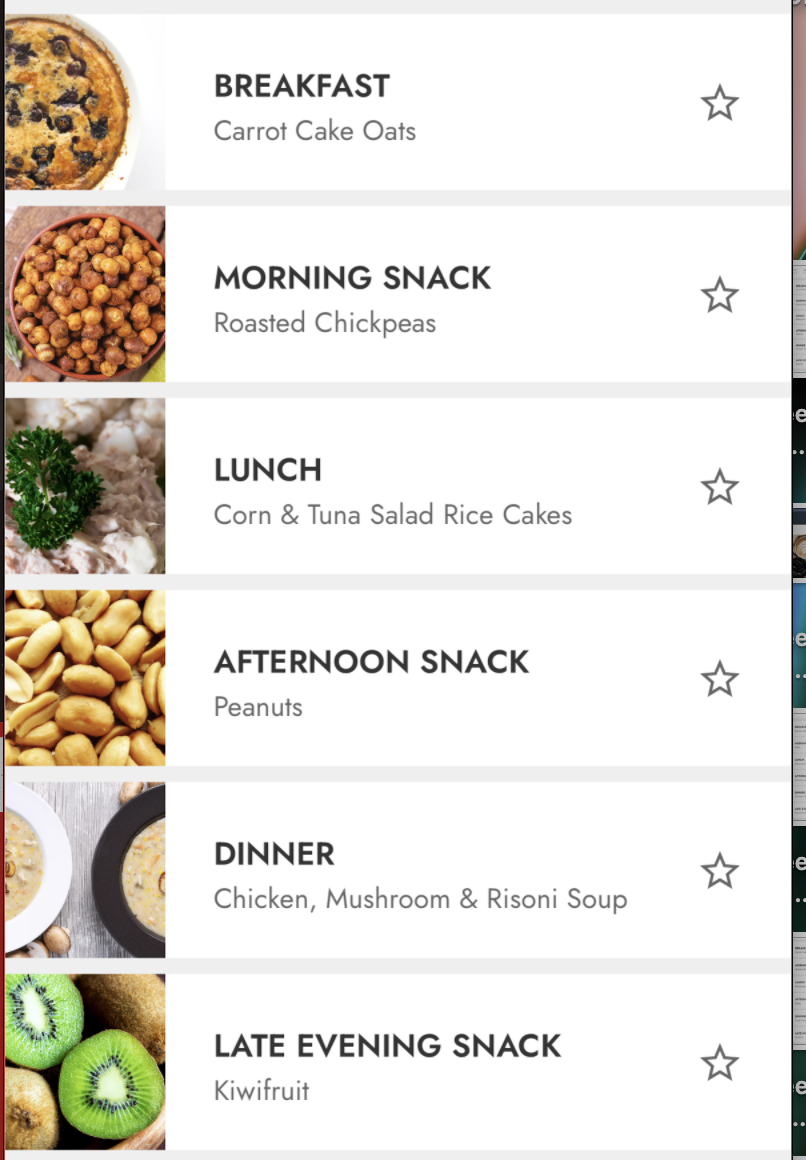 BREAKFAST
Carrot Cake Oats
MORNING SNACK
Roasted Chickpeas
LUNCH
Corn & Tuna Salad Rice Cakes
AFTERNOON SNACK
Peanuts
DINNER
Chicken, Mushroom & Risoni Soup
LATE EVENING SNACK
Kiwifruit